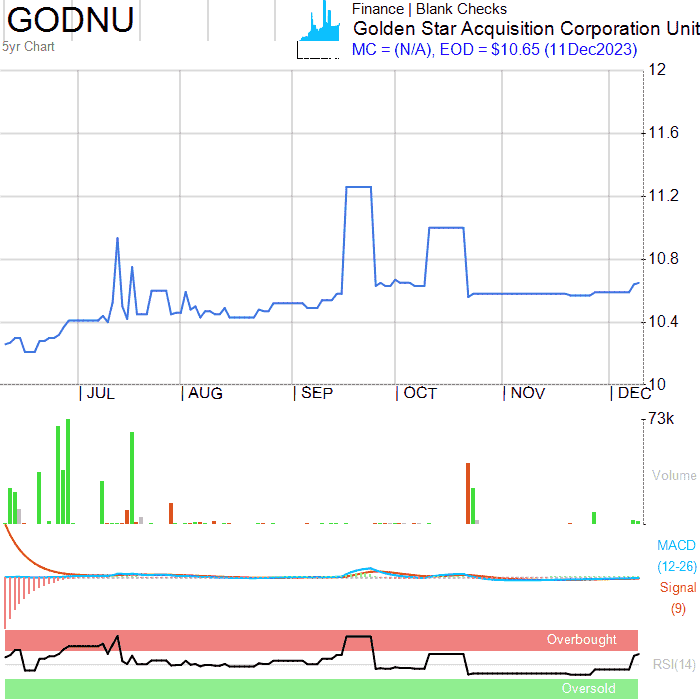 GODNU
5yr Chart
Finance | Blank Checks
Golden Star Acquisition Corporation Unit
MC = (N/A), EOD = $10.65 (11Dec2023)
12
11.6
11.2
10.8
10.4
10
| JUL | AUG | SEP | OCT | NOV | DEC
73k
Volume
MACD
(12-26)
Signal
(9)
Overbought
RSI(14)
Oversold